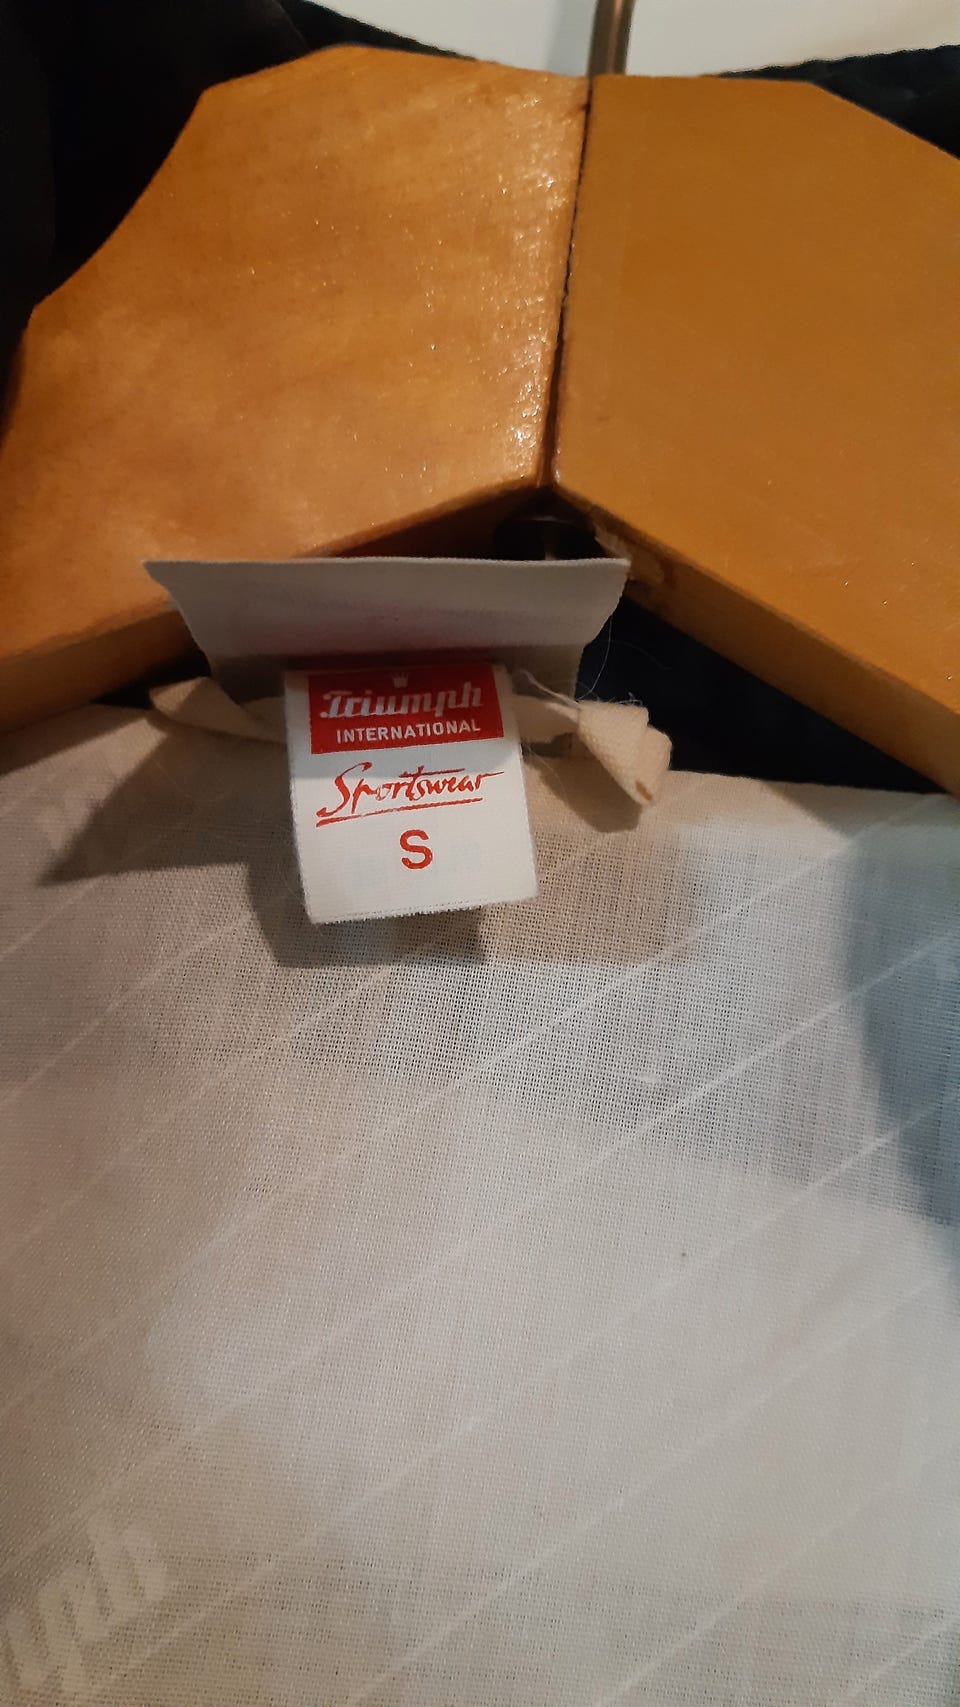 Triumph
INTERNATIONAL
Sportswear
S